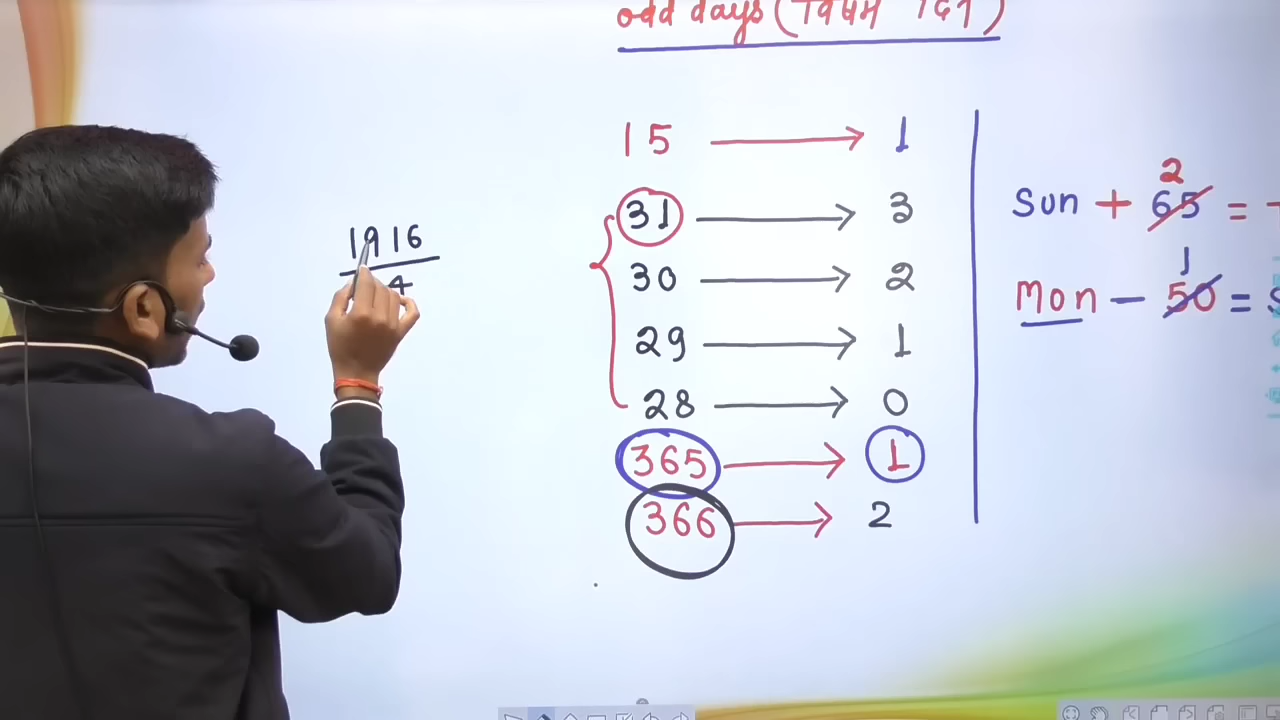 odd days (विषम दिन)
1916
4
15 → 1
31 → 3
30 → 2
29 → 1
28 → 0
365 → 1
366 → 2
2
Sun + 65 =
1
Mon - 50 =